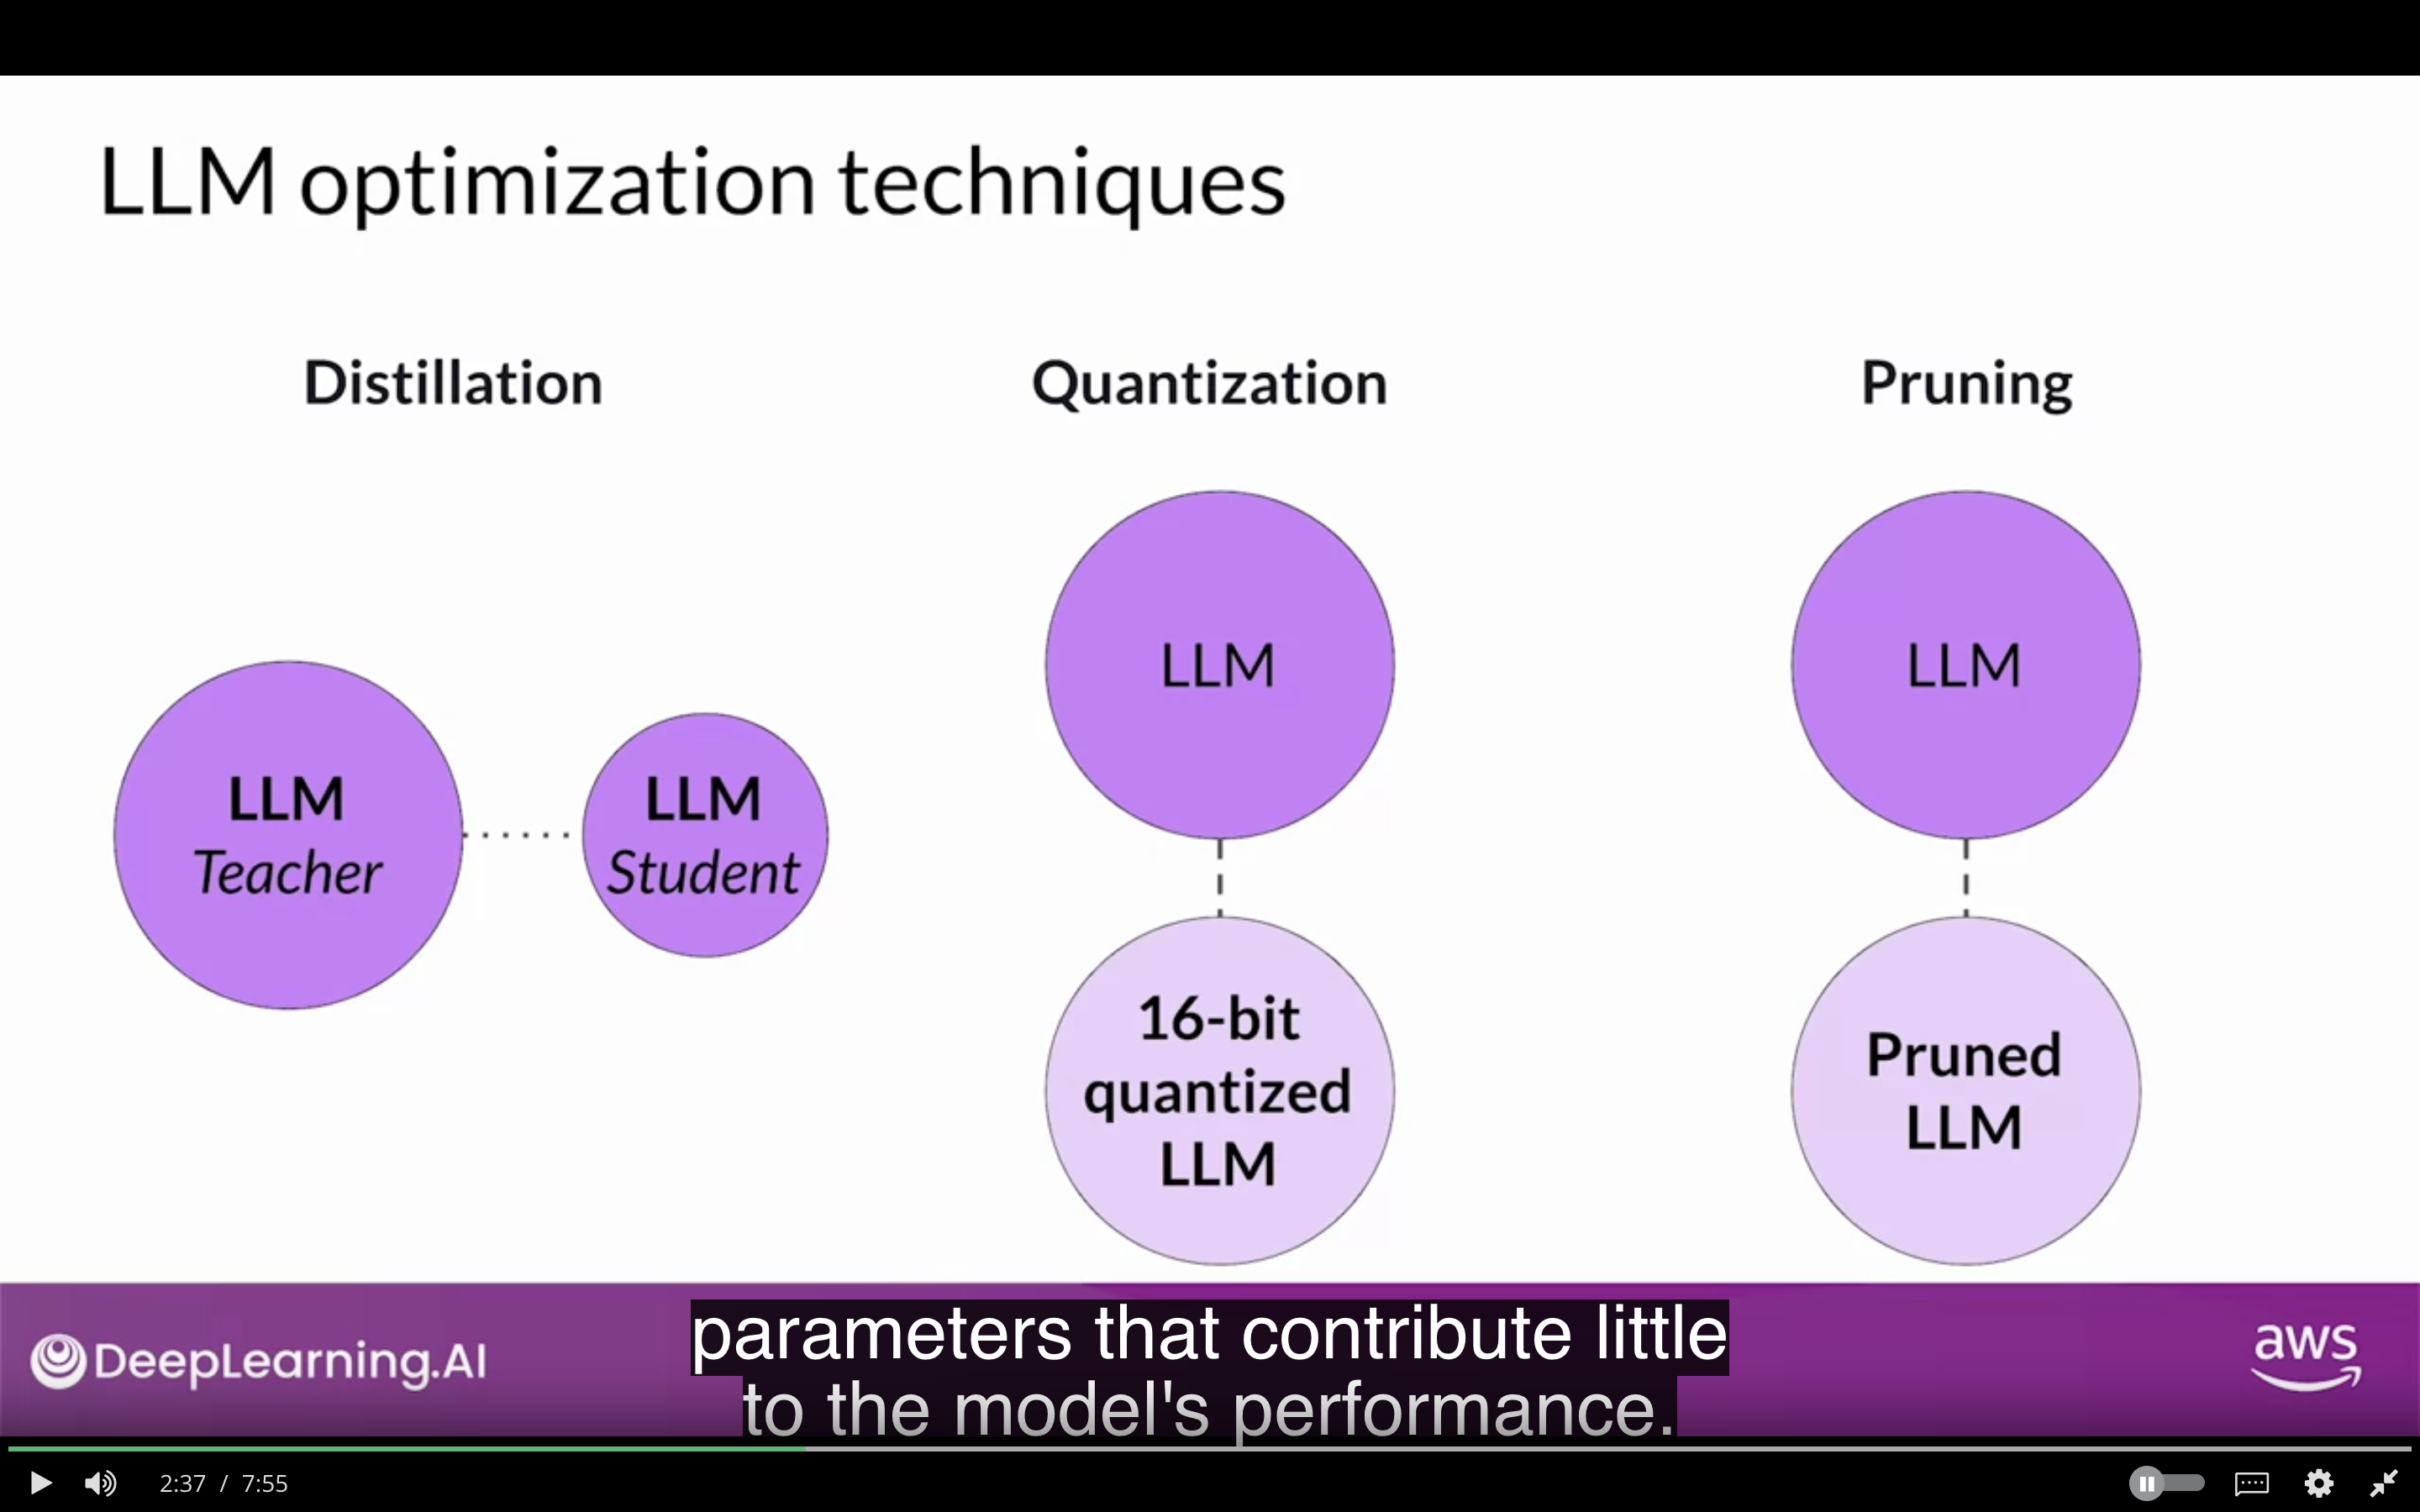 LLM optimization techniques
Distillation
Quantization
Pruning
LLM
Teacher
LLM
Student
LLM
16-bit
quantized
LLM
LLM
Pruned
LLM
DeepLearning.AI
parameters that contribute little
to the model's performance.
aws
2:37 / 7:55